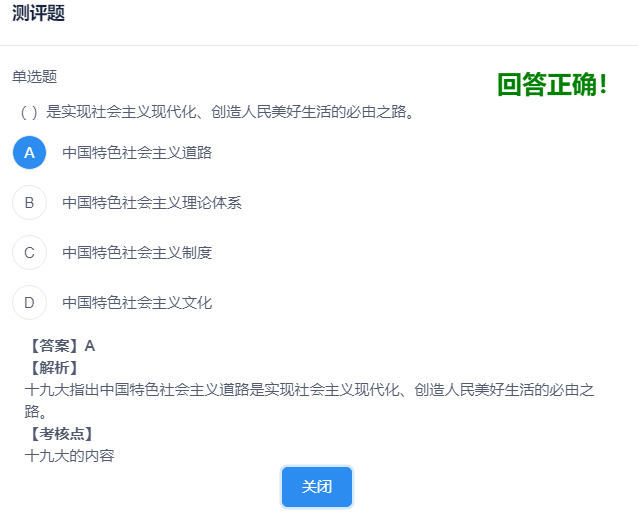 测评题
单选题
回答正确！
（ ）是实现社会主义现代化、创造人民美好生活的必由之路。
A 中国特色社会主义道路
B 中国特色社会主义理论体系
C 中国特色社会主义制度
D 中国特色社会主义文化
【答案】A
【解析】
十九大指出中国特色社会主义道路是实现社会主义现代化、创造人民美好生活的必由之
路。
【考核点】
十九大的内容
关闭